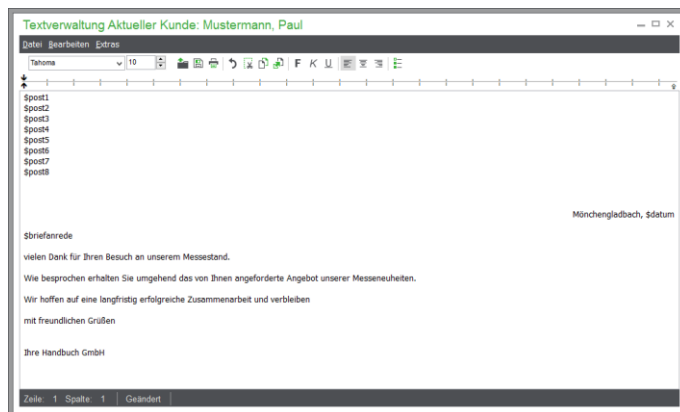 Textverwaltung Aktueller Kunde: Mustermann, Paul
Datei Bearbeiten Extras
Tahoma 10 F K U
$post1
$post2
$post3
$post4
$post5
$post6
$post7
$post8
Mönchengladbach, $datum
$briefanrede
vielen Dank für Ihren Besuch an unserem Messestand.
Wie besprochen erhalten Sie umgehend das von Ihnen angeforderte Angebot unserer Messeneuheiten.
Wir hoffen auf eine langfristig erfolgreiche Zusammenarbeit und verbleiben
mit freundlichen Grüßen
Ihre Handbuch GmbH
Zeile: 1 Spalte: 1 Geändert